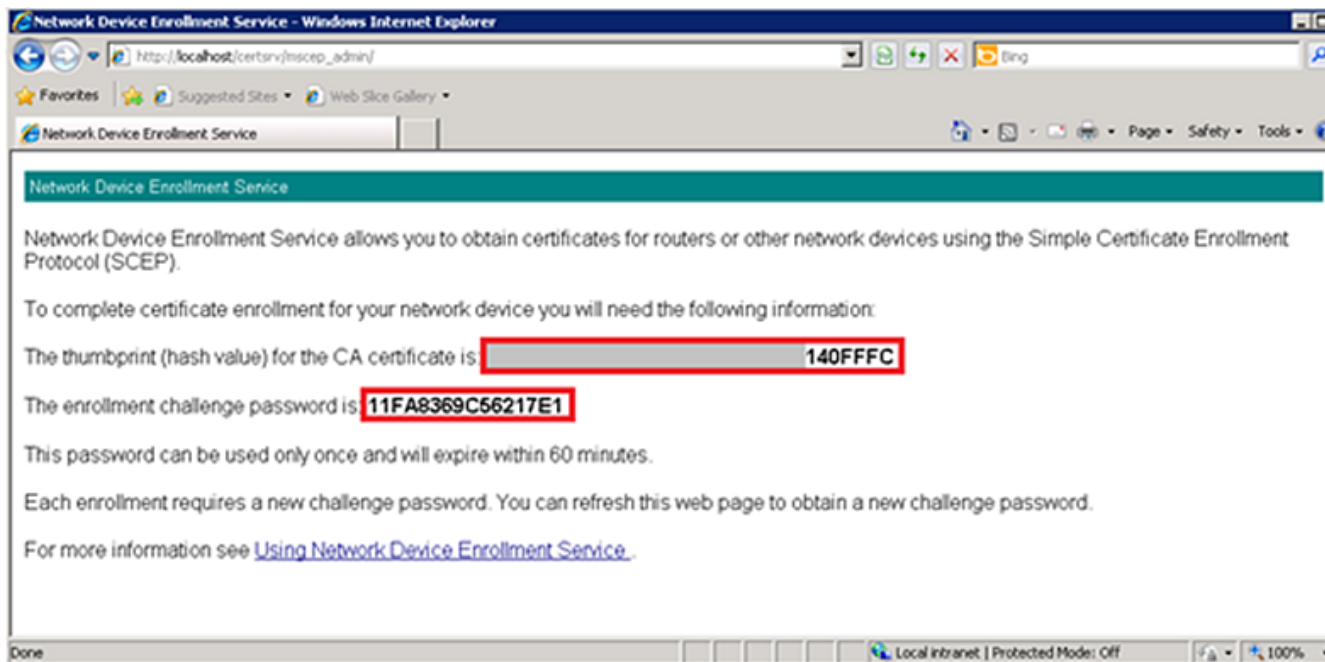 Network Device Enrollment Service - Windows Internet Explorer
http://localhost/certsrv/mscep_admin/
Bing
Favorites Suggested Sites Web Slice Gallery
Network Device Enrollment Service Page Safety Tools
Network Device Enrollment Service
Network Device Enrollment Service allows you to obtain certificates for routers or other network devices using the Simple Certificate Enrollment
Protocol (SCEP).
To complete certificate enrollment for your network device you will need the following information:
The thumbprint (hash value) for the CA certificate is: 140FFFC
The enrollment challenge password is: 11FA8369C56217E1
This password can be used only once and will expire within 60 minutes.
Each enrollment requires a new challenge password. You can refresh this web page to obtain a new challenge password.
For more information see Using Network Device Enrollment Service .
Done Local intranet | Protected Mode: Off 100%